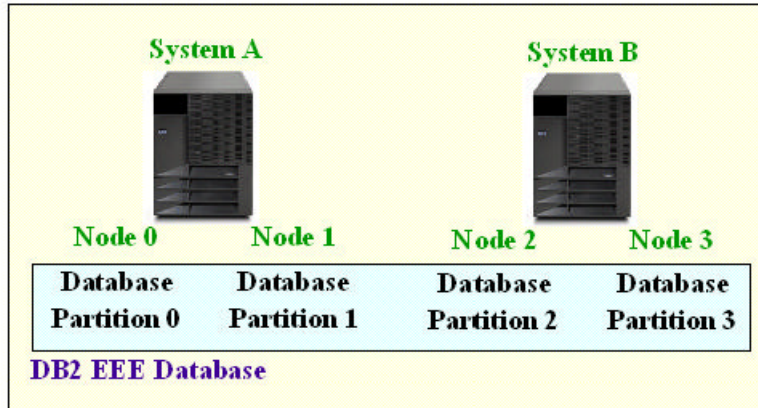 System A
System B
Node 0
Node 1
Node 2
Node 3
Database
Partition 0
Database
Partition 1
Database
Partition 2
Database
Partition 3
DB2 EEE Database